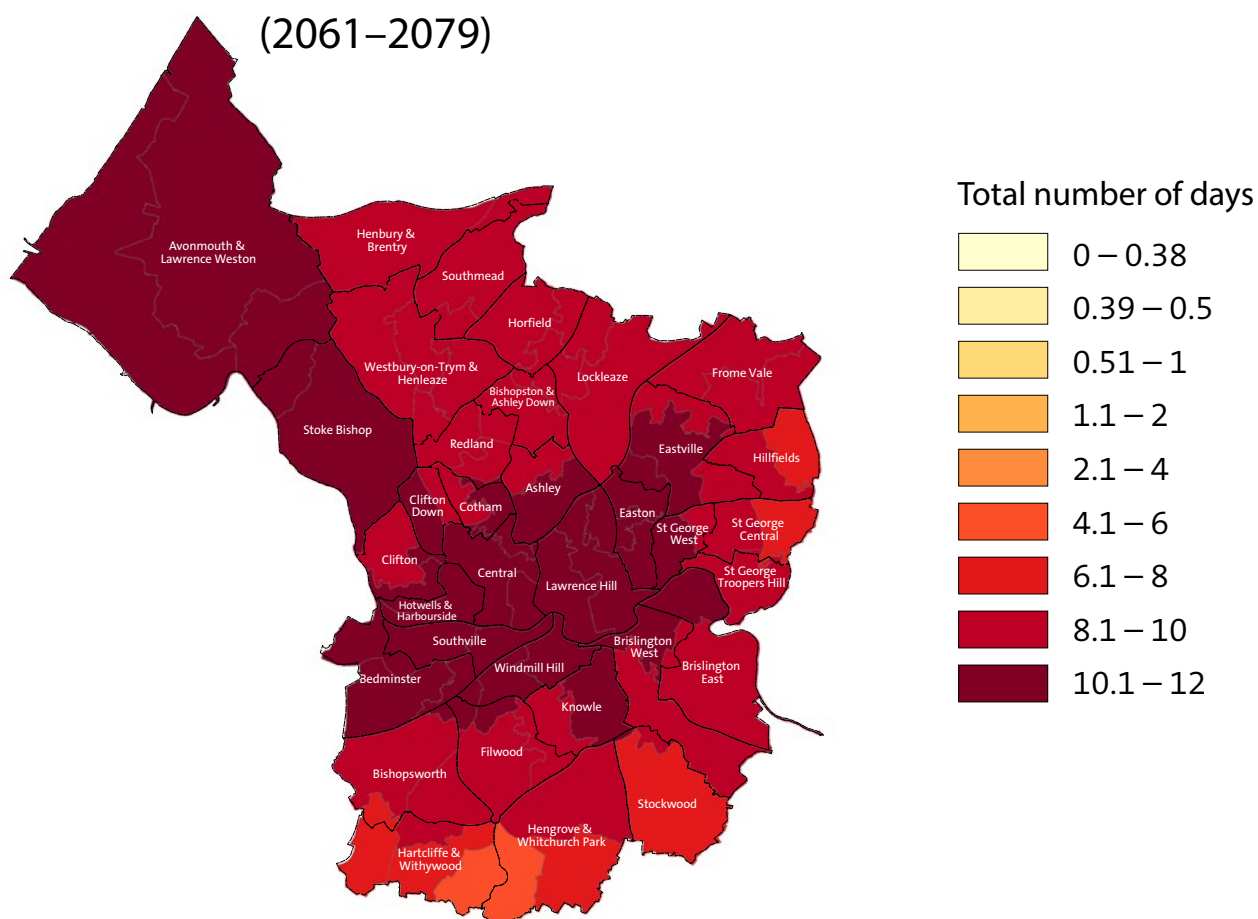 (2061–2079)
Avonmouth &
Lawrence Weston
Henbury &
Brentry
Southmead
Horfield
Westbury-on-Trym &
Henleaze
Bishopston &
Ashley Down
Lockleaze
Frome Vale
Stoke Bishop
Redland
Eastville
Hillfields
Clifton
Down
Cotham
Ashley
Easton
St George
West
St George
Central
Clifton
Central
Lawrence Hill
St George
Troopers Hill
Hotwells &
Harbourside
Southville
Brislington
West
Bedminster
Windmill Hill
Brislington
East
Knowle
Filwood
Bishopsworth
Stockwood
Hengrove &
Whitchurch Park
Hartcliffe &
Withywood
Total number of days
0 – 0.38
0.39 – 0.5
0.51 – 1
1.1 – 2
2.1 – 4
4.1 – 6
6.1 – 8
8.1 – 10
10.1 – 12